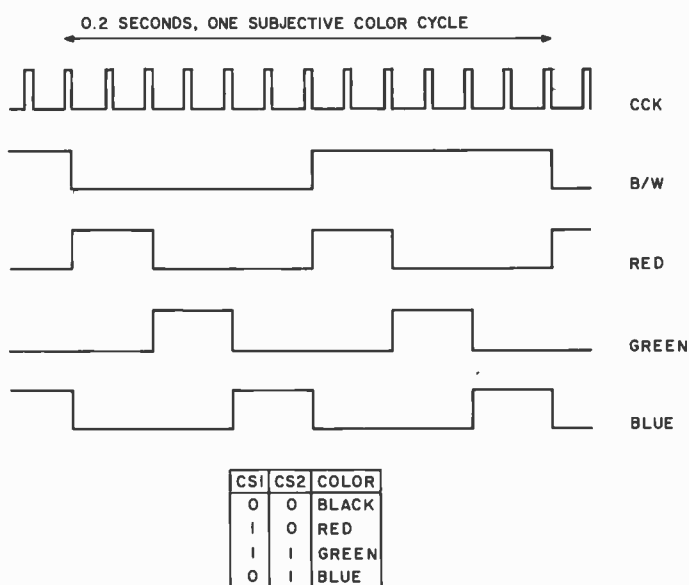 0.2 SECONDS, ONE SUBJECTIVE COLOR CYCLE
CCK
B/W
RED
GREEN
BLUE
CS1 CS2 COLOR
0 0 BLACK
1 0 RED
1 1 GREEN
0 1 BLUE